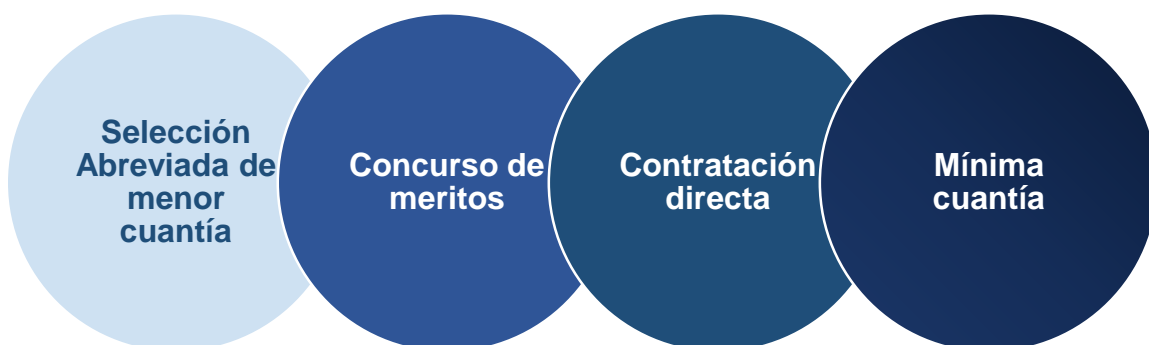 Selección
Abreviada de
menor
cuantía
Concurso de
meritos
Contratación
directa
Mínima
cuantía